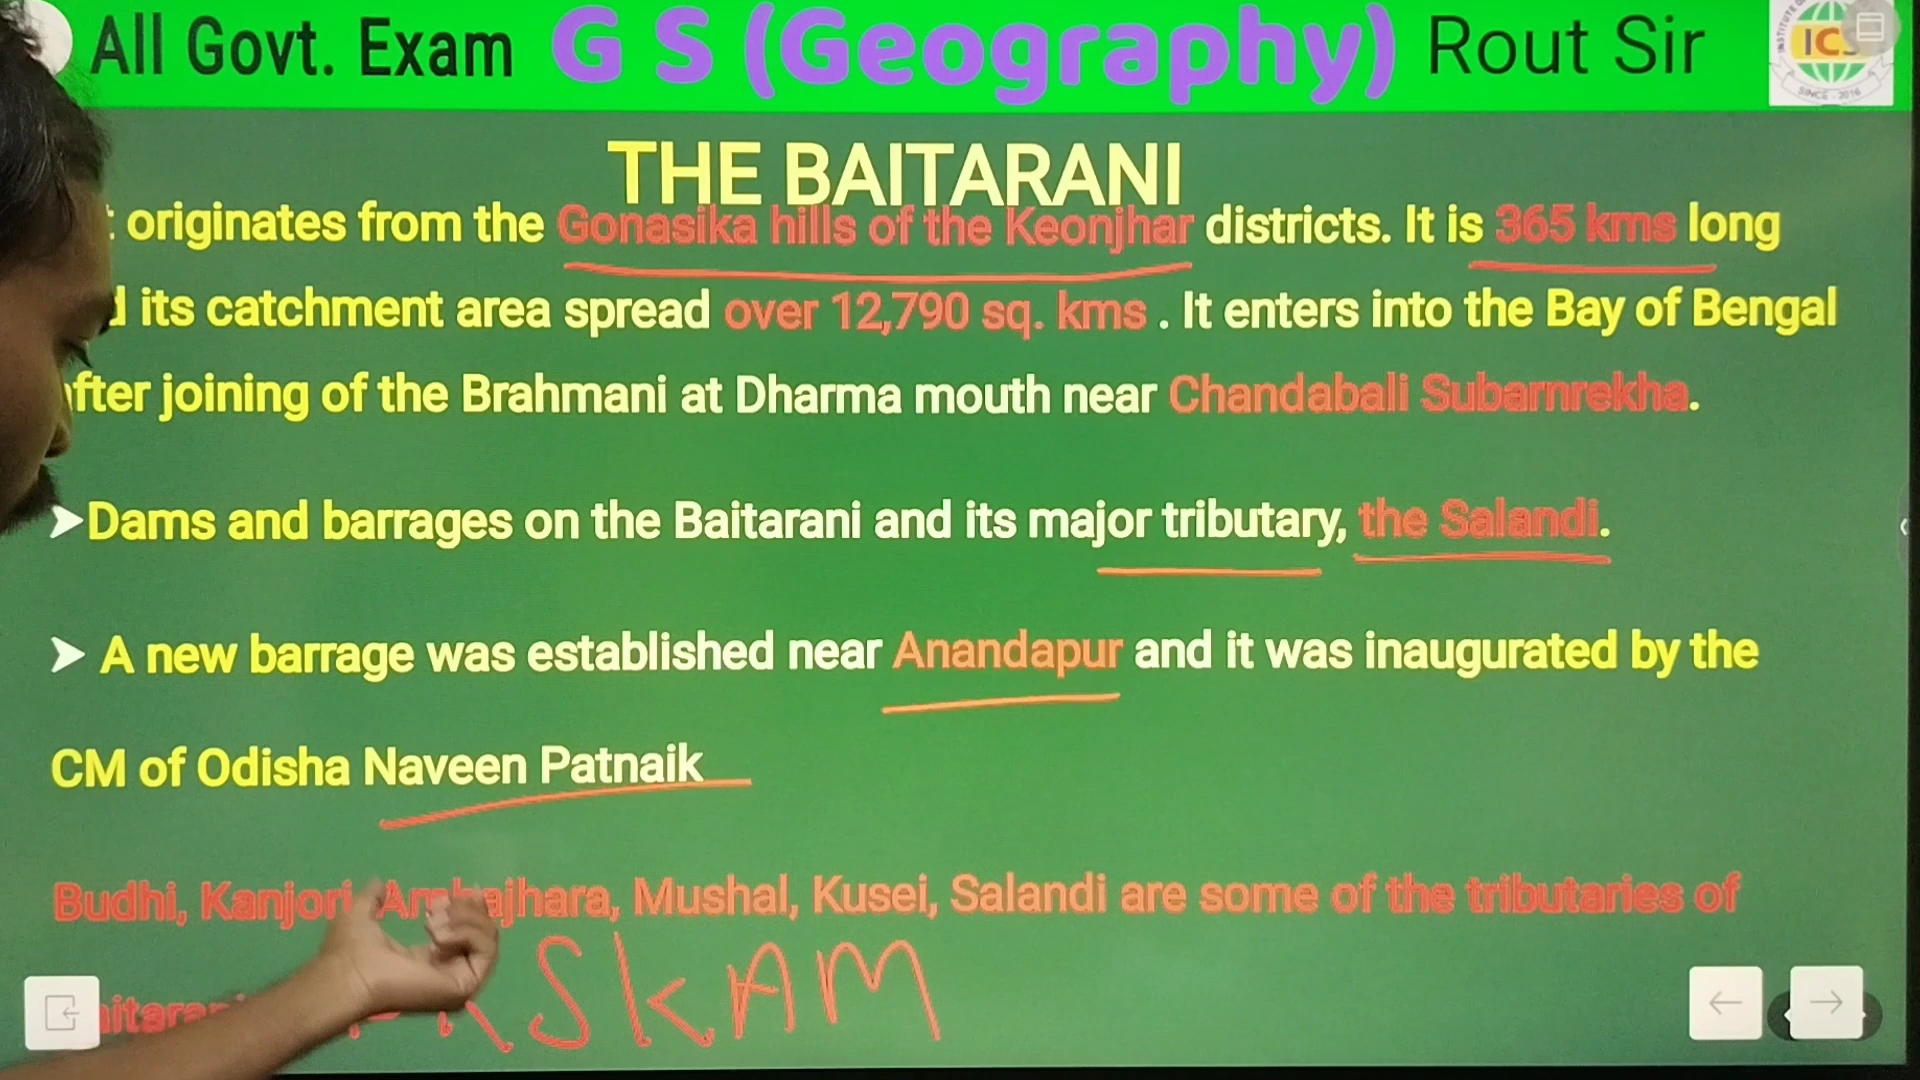 All Govt. Exam G S (Geography) Rout Sir
ICS
SINCE - 2016
THE BAITARANI
originates from the Gonasika hills of the Keonjhar districts. It is 365 kms long
its catchment area spread over 12,790 sq. kms . It enters into the Bay of Bengal
fter joining of the Brahmani at Dharma mouth near Chandabali Subarnrekha.
➤Dams and barrages on the Baitarani and its major tributary, the Salandi.
➤ A new barrage was established near Anandapur and it was inaugurated by the
CM of Odisha Naveen Patnaik
Budhi, Kanjori, Ambajhara, Mushal, Kusei, Salandi are some of the tributaries of
SKAM